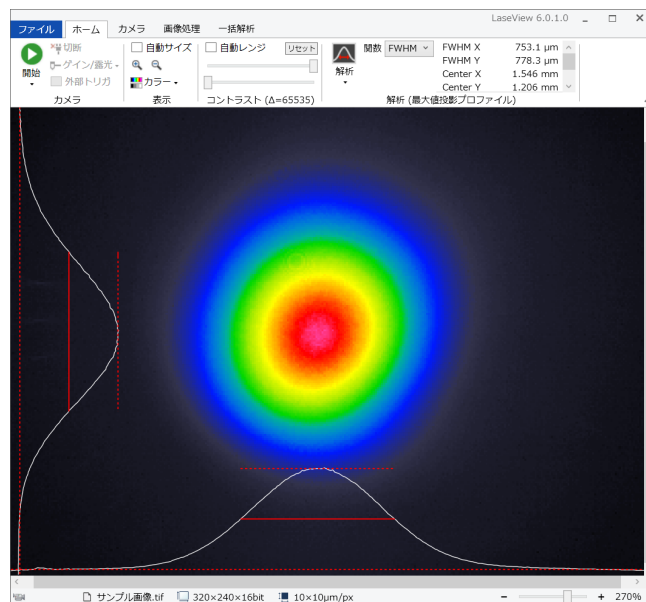 LaseView 6.0.1.0
ファイル ホーム カメラ 画像処理 一括解析
開始
切断
ゲイン/露光
外部トリガ
カメラ
自動サイズ
カラー
表示
自動レンジ リセット
コントラスト (Δ=65535)
解析
関数 FWHM
FWHM X 753.1 µm
FWHM Y 778.3 µm
Center X 1.546 mm
Center Y 1.206 mm
解析 (最大値投影プロファイル)
サンプル画像.tif 320×240×16bit 10×10µm/px 270%